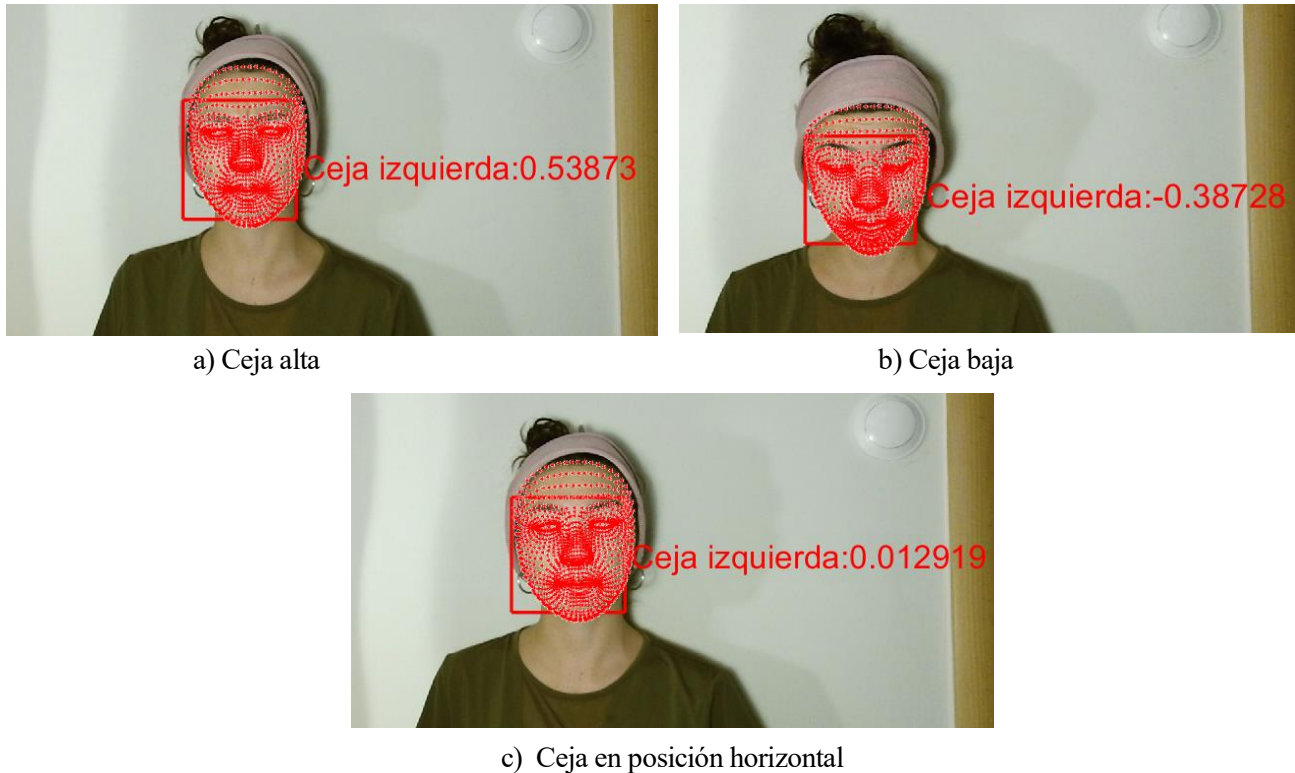 Ceja izquierda:0.53873
Ceja izquierda:-0.38728
a) Ceja alta
b) Ceja baja
Ceja izquierda:0.012919
c) Ceja en posición horizontal